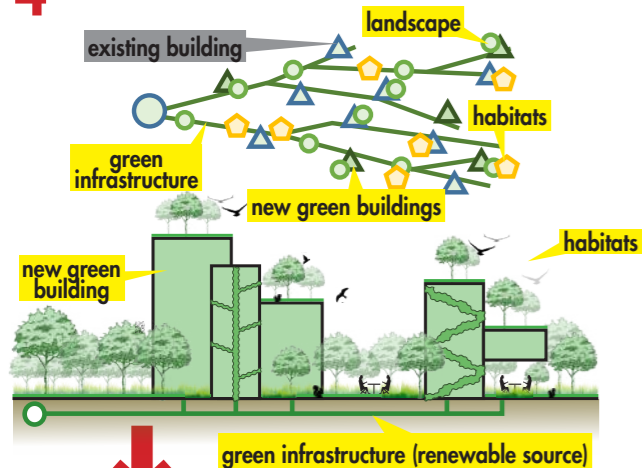 landscape
existing building
habitats
green
infrastructure
new green buildings
habitats
new green
building
green infrastructure (renewable source)